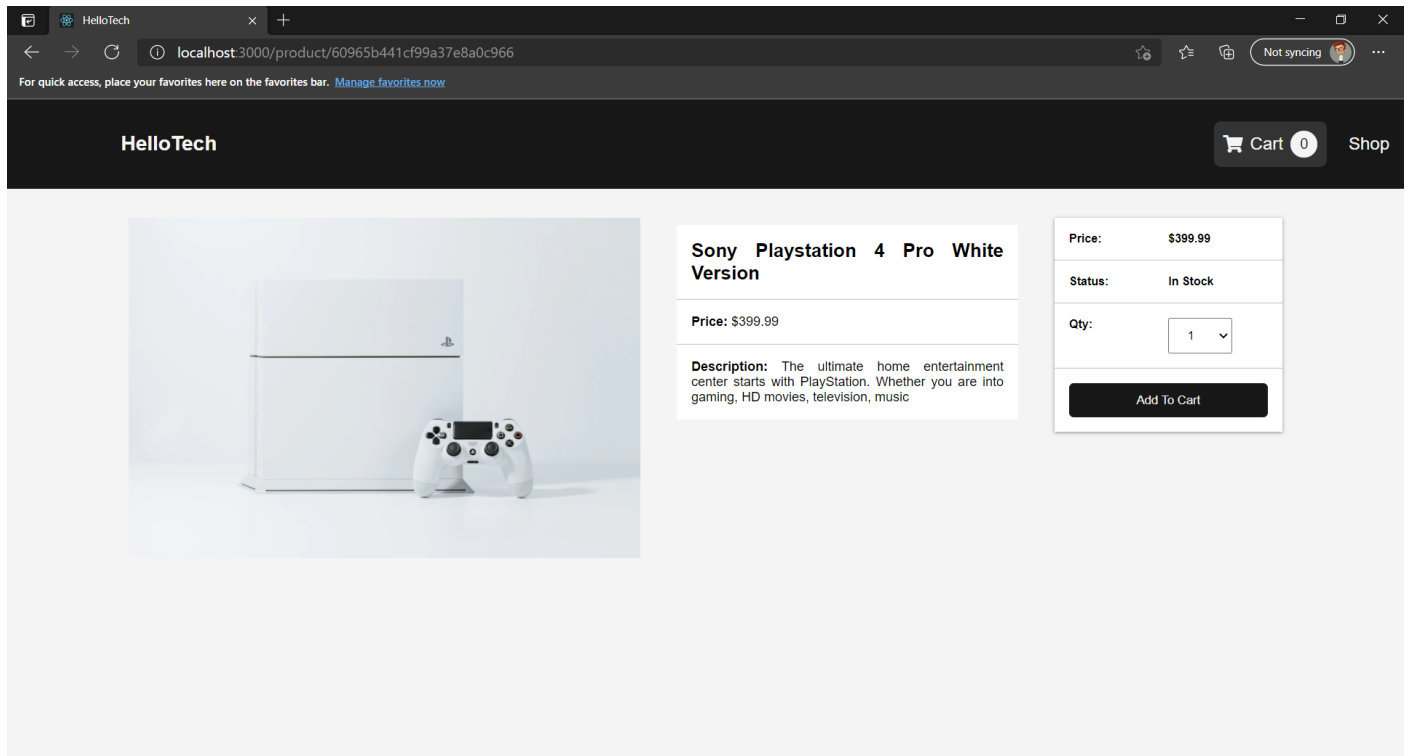 HelloTech
localhost:3000/product/60965b441cf99a37e8a0c966
Not syncing
For quick access, place your favorites here on the favorites bar. Manage favorites now
HelloTech
Cart 0
Shop
Sony Playstation 4 Pro White
Version
Price: $399.99
Description: The ultimate home entertainment
center starts with PlayStation. Whether you are into
gaming, HD movies, television, music
Price: $399.99
Status: In Stock
Qty: 1
Add To Cart